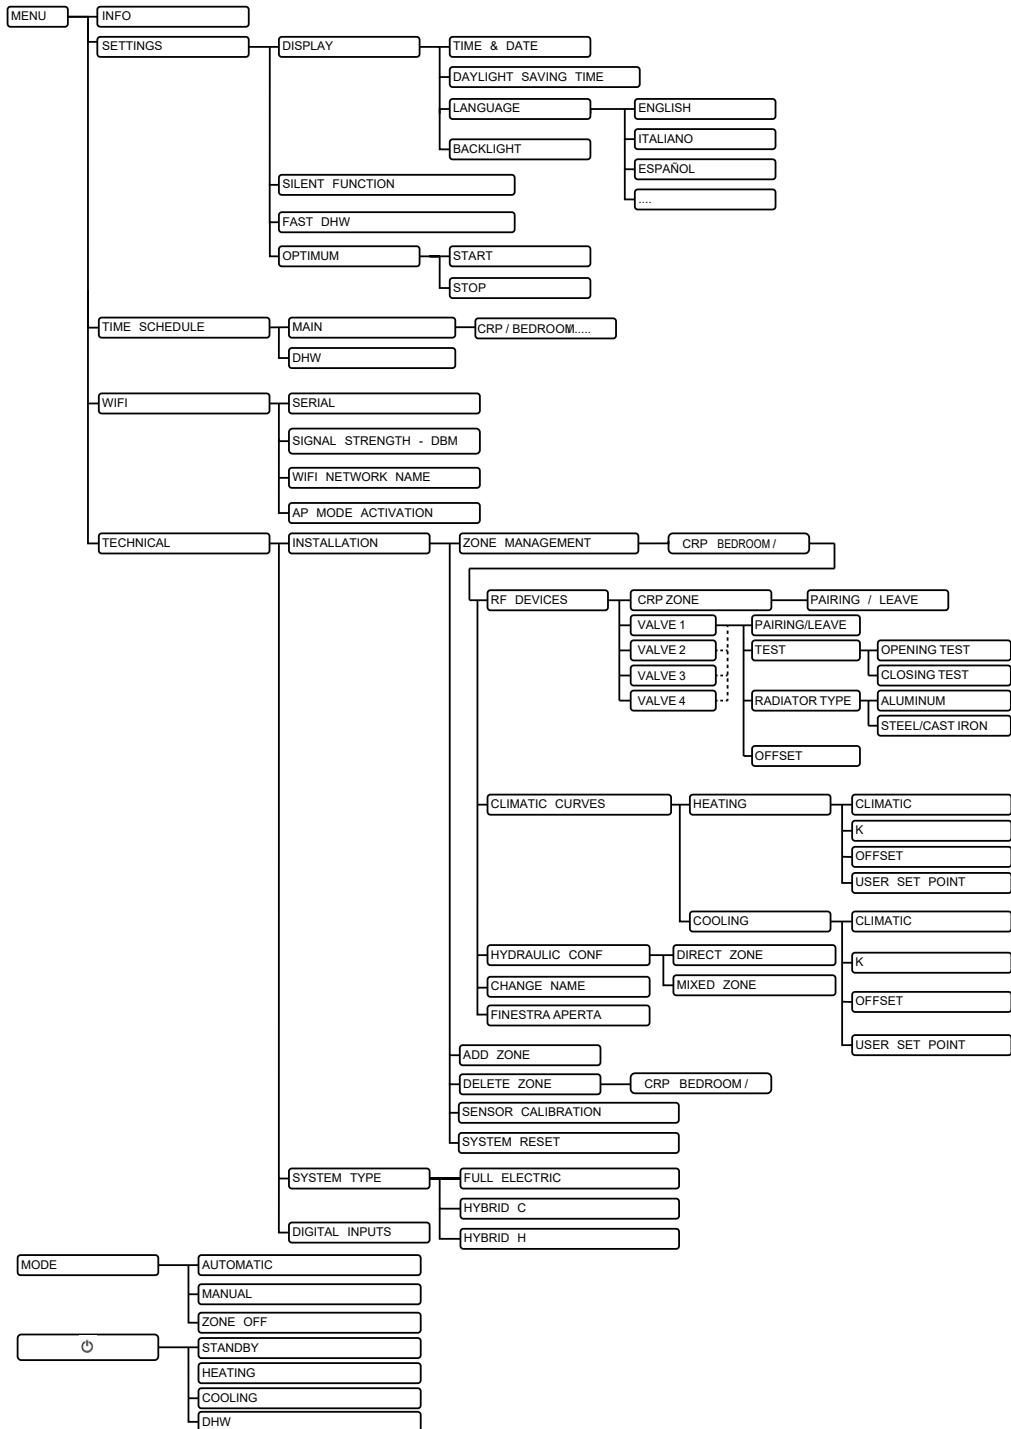 MENU
INFO
SETTINGS
DISPLAY
TIME & DATE
DAYLIGHT SAVING TIME
LANGUAGE
ENGLISH
ITALIANO
BACKLIGHT
ESPAÑOL
SILENT FUNCTION
....
FAST DHW
OPTIMUM
START
STOP
TIME SCHEDULE
MAIN
CRP / BEDROOM.....
DHW
WIFI
SERIAL
SIGNAL STRENGTH - DBM
WIFI NETWORK NAME
AP MODE ACTIVATION
TECHNICAL
INSTALLATION
ZONE MANAGEMENT
CRP BEDROOM /
RF DEVICES
CRP ZONE
PAIRING / LEAVE
VALVE 1
PAIRING/LEAVE
VALVE 2
TEST
OPENING TEST
VALVE 3
CLOSING TEST
VALVE 4
RADIATOR TYPE
ALUMINUM
STEEL/CAST IRON
OFFSET
CLIMATIC CURVES
HEATING
CLIMATIC
K
OFFSET
USER SET POINT
COOLING
CLIMATIC
HYDRAULIC CONF
DIRECT ZONE
K
CHANGE NAME
MIXED ZONE
OFFSET
FINESTRA APERTA
USER SET POINT
ADD ZONE
DELETE ZONE
CRP BEDROOM /
SENSOR CALIBRATION
SYSTEM RESET
SYSTEM TYPE
FULL ELECTRIC
HYBRID C
DIGITAL INPUTS
HYBRID H
MODE
AUTOMATIC
MANUAL
ZONE OFF
STANDBY
HEATING
COOLING
DHW